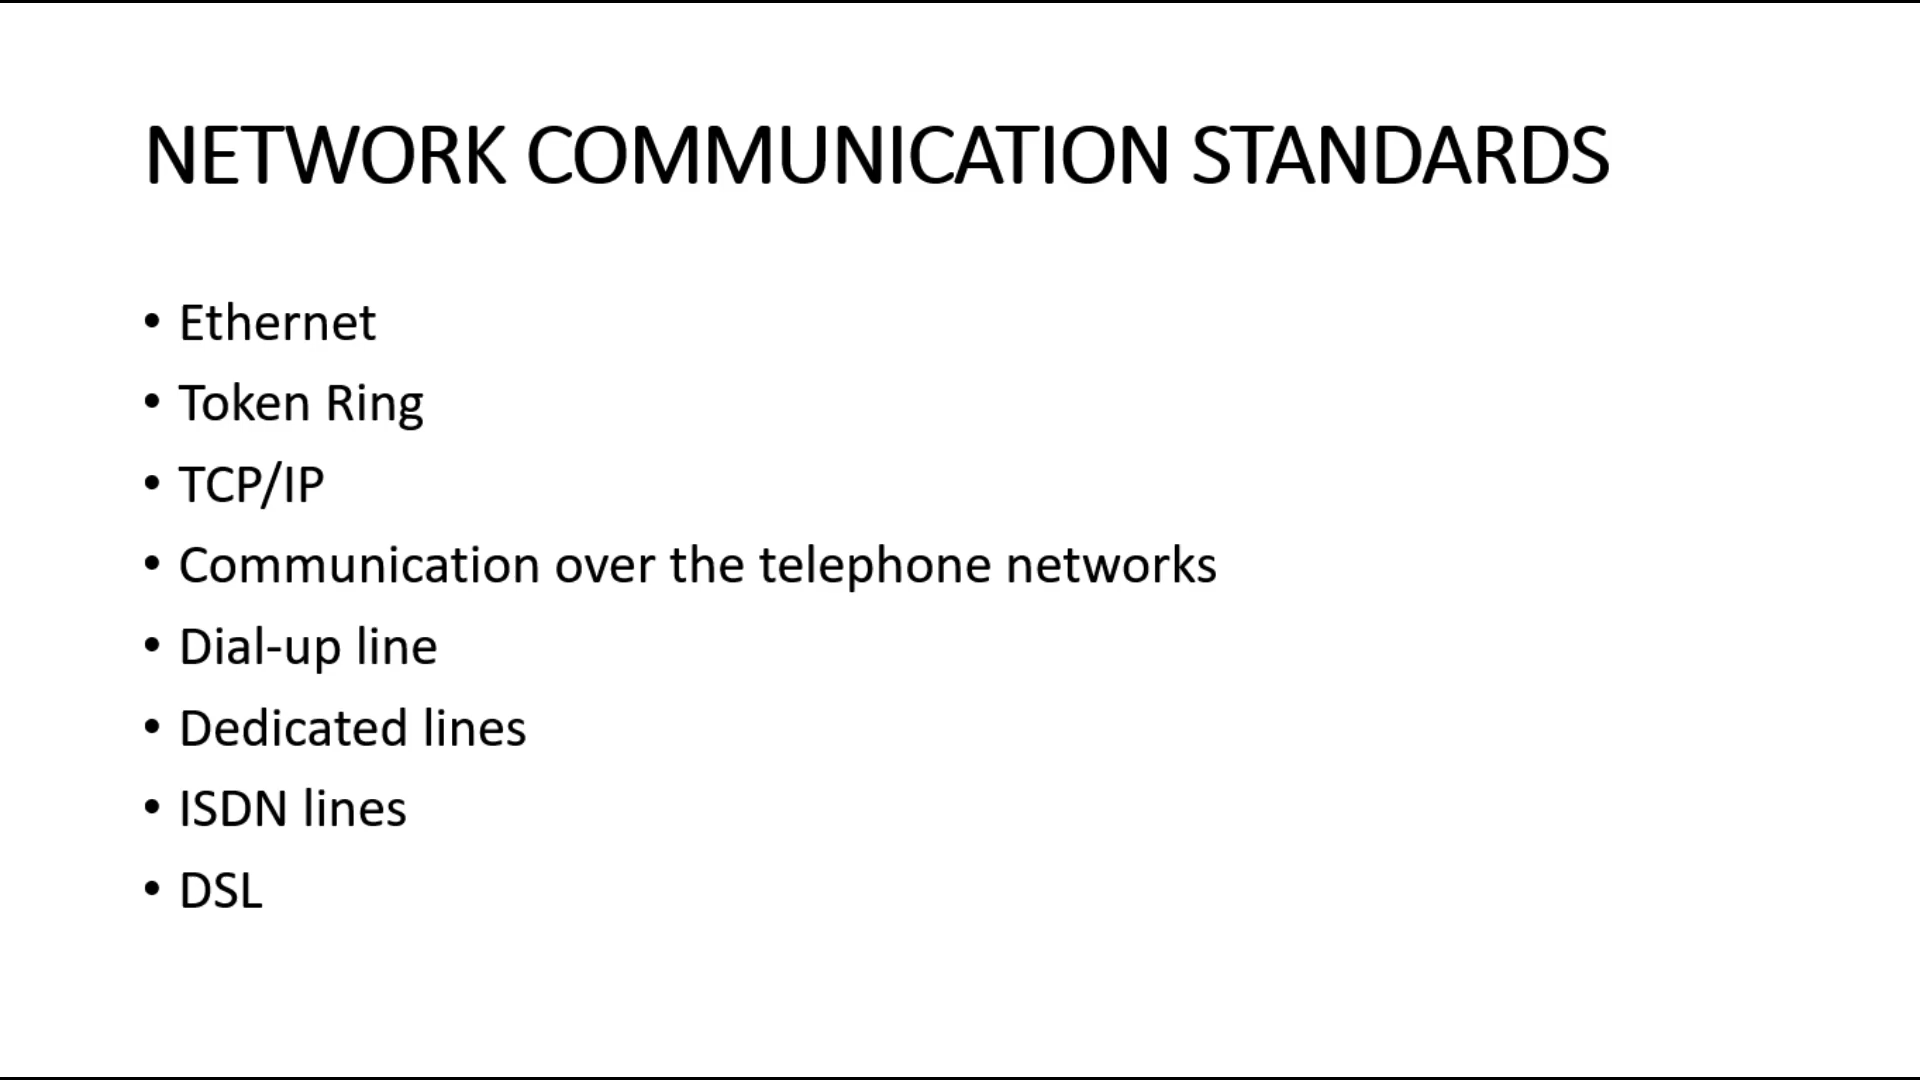 NETWORK COMMUNICATION STANDARDS
• Ethernet
• Token Ring
• TCP/IP
• Communication over the telephone networks
• Dial-up line
• Dedicated lines
• ISDN lines
• DSL